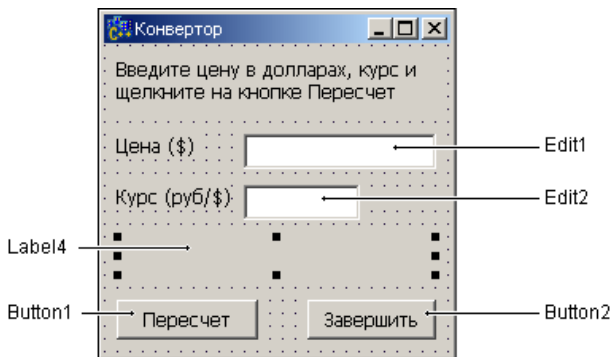 Конвертор
Введите цену в долларах, курс и
щелкните на кнопке Пересчет
Цена ($)
Edit1
Курс (руб/$)
Edit2
Label4
Button1
Пересчет
Завершить
Button2